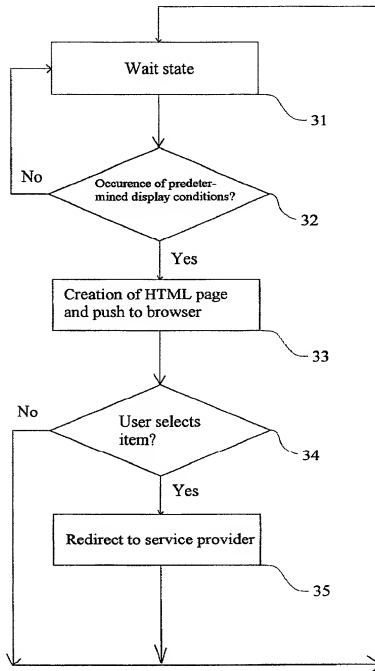 Wait state
31
Occurence of predeter-
mined display conditions?
No
32
Yes
Creation of HTML page
and push to browser
33
No
User selects
item?
34
Yes
Redirect to service provider
35